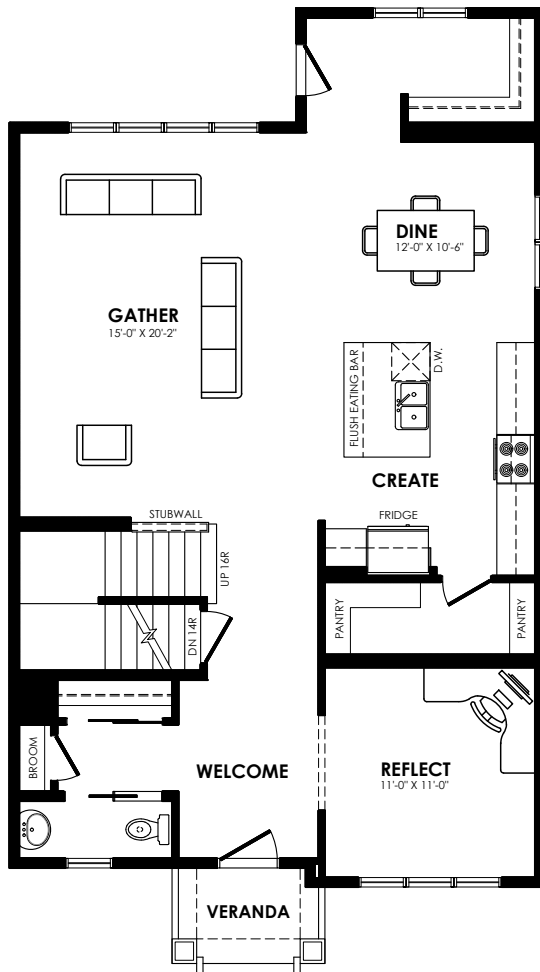 DINE
12'-0" X 10'-6"
GATHER
15'-0" X 20'-2"
FLUSH EATING BAR
D.W.
CREATE
STUBWALL
FRIDGE
UP 16R
DN 14R
PANTRY
PANTRY
BROOM
WELCOME
REFLECT
11'-0" X 11'-0"
VERANDA